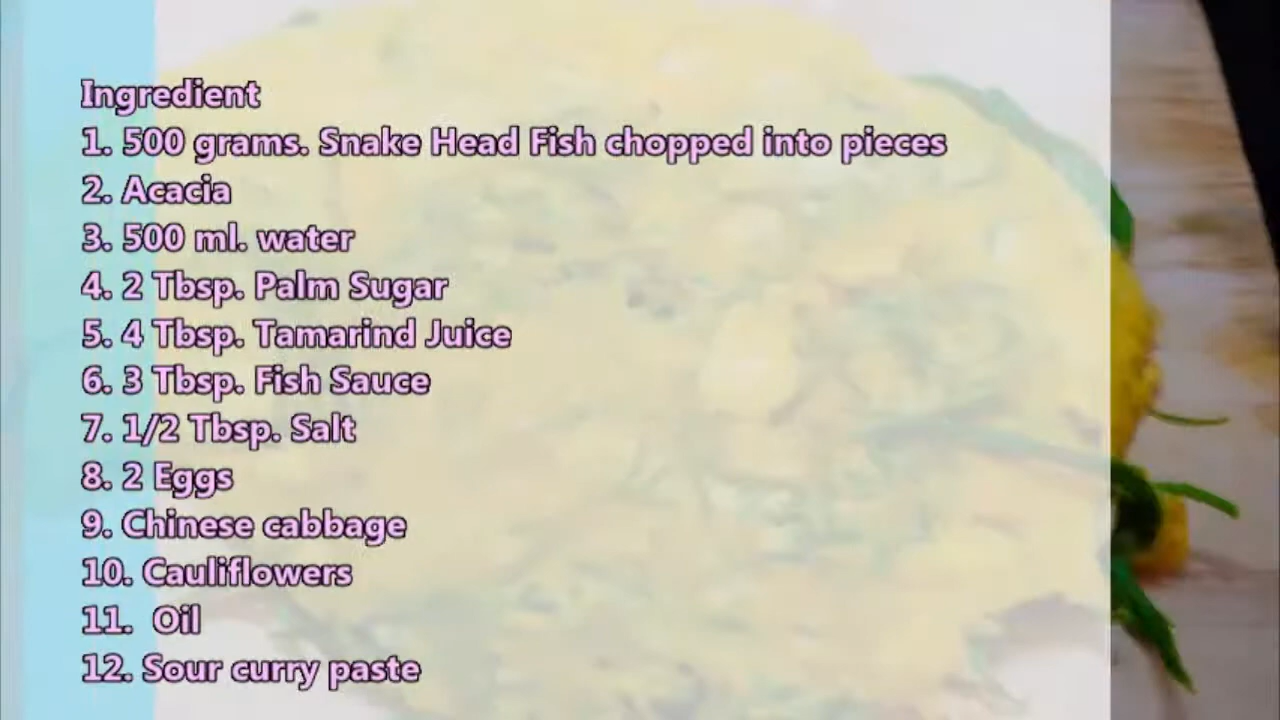 Ingredient
1. 500 grams. Snake Head Fish chopped into pieces
2. Acacia
3. 500 ml. water
4. 2 Tbsp. Palm Sugar
5. 4 Tbsp. Tamarind Juice
6. 3 Tbsp. Fish Sauce
7. 1/2 Tbsp. Salt
8. 2 Eggs
9. Chinese cabbage
10. Cauliflowers
11.  Oil
12. Sour curry paste